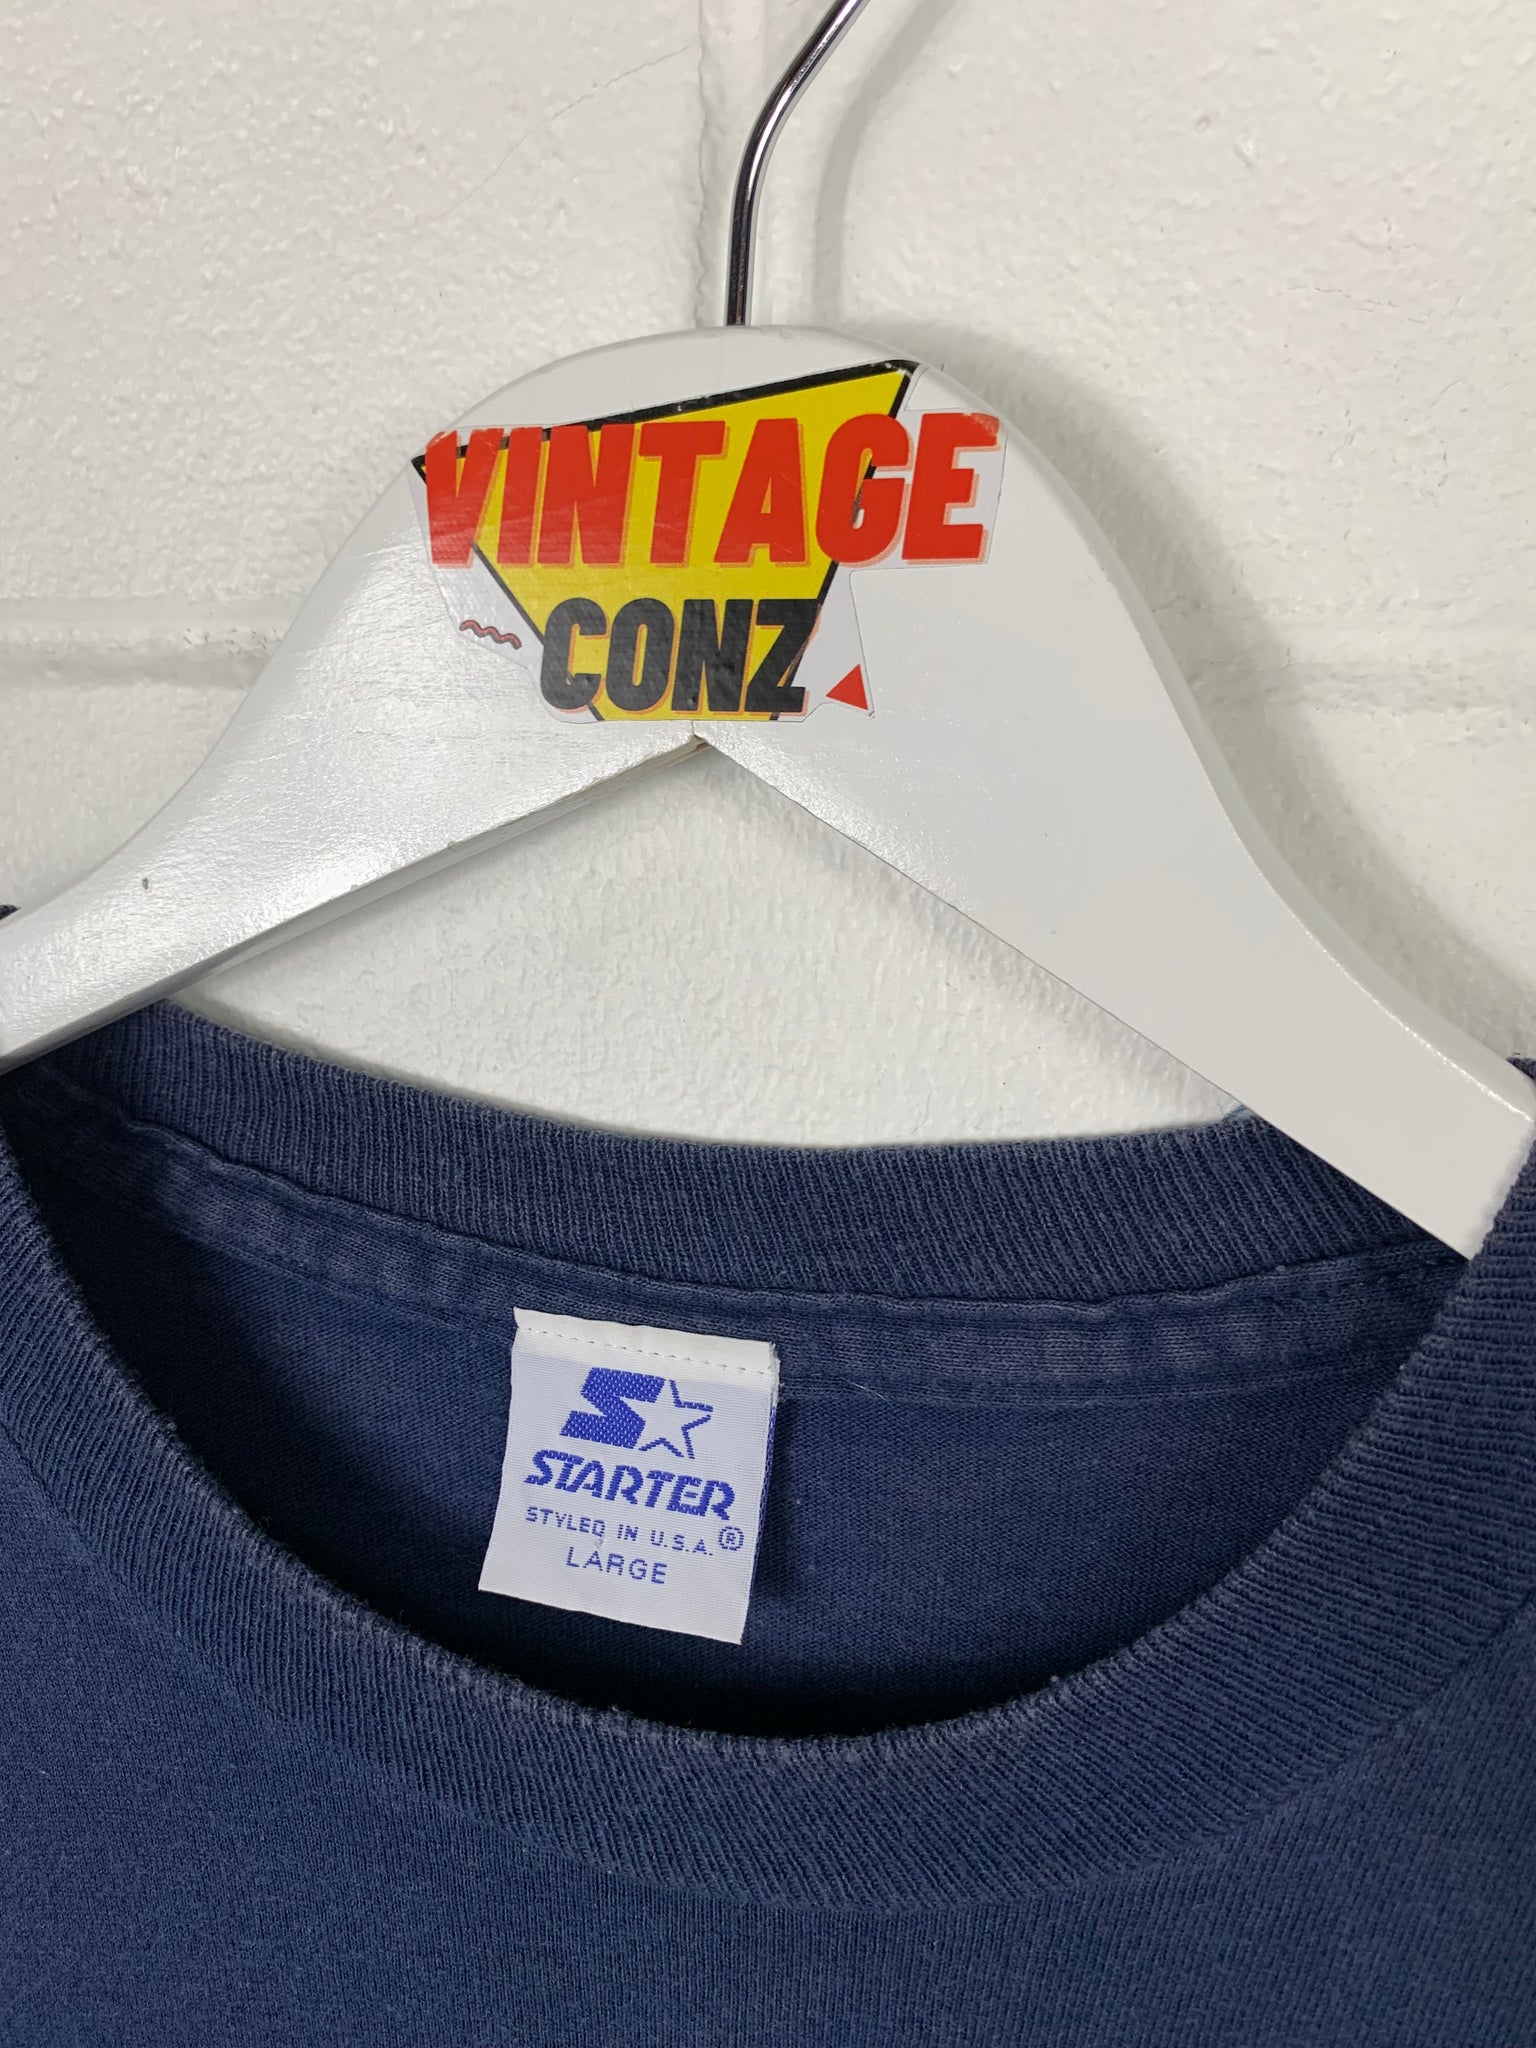 VINTAGE
CONZ
S
STARTER
STYLED IN U.S.A. ®
LARGE